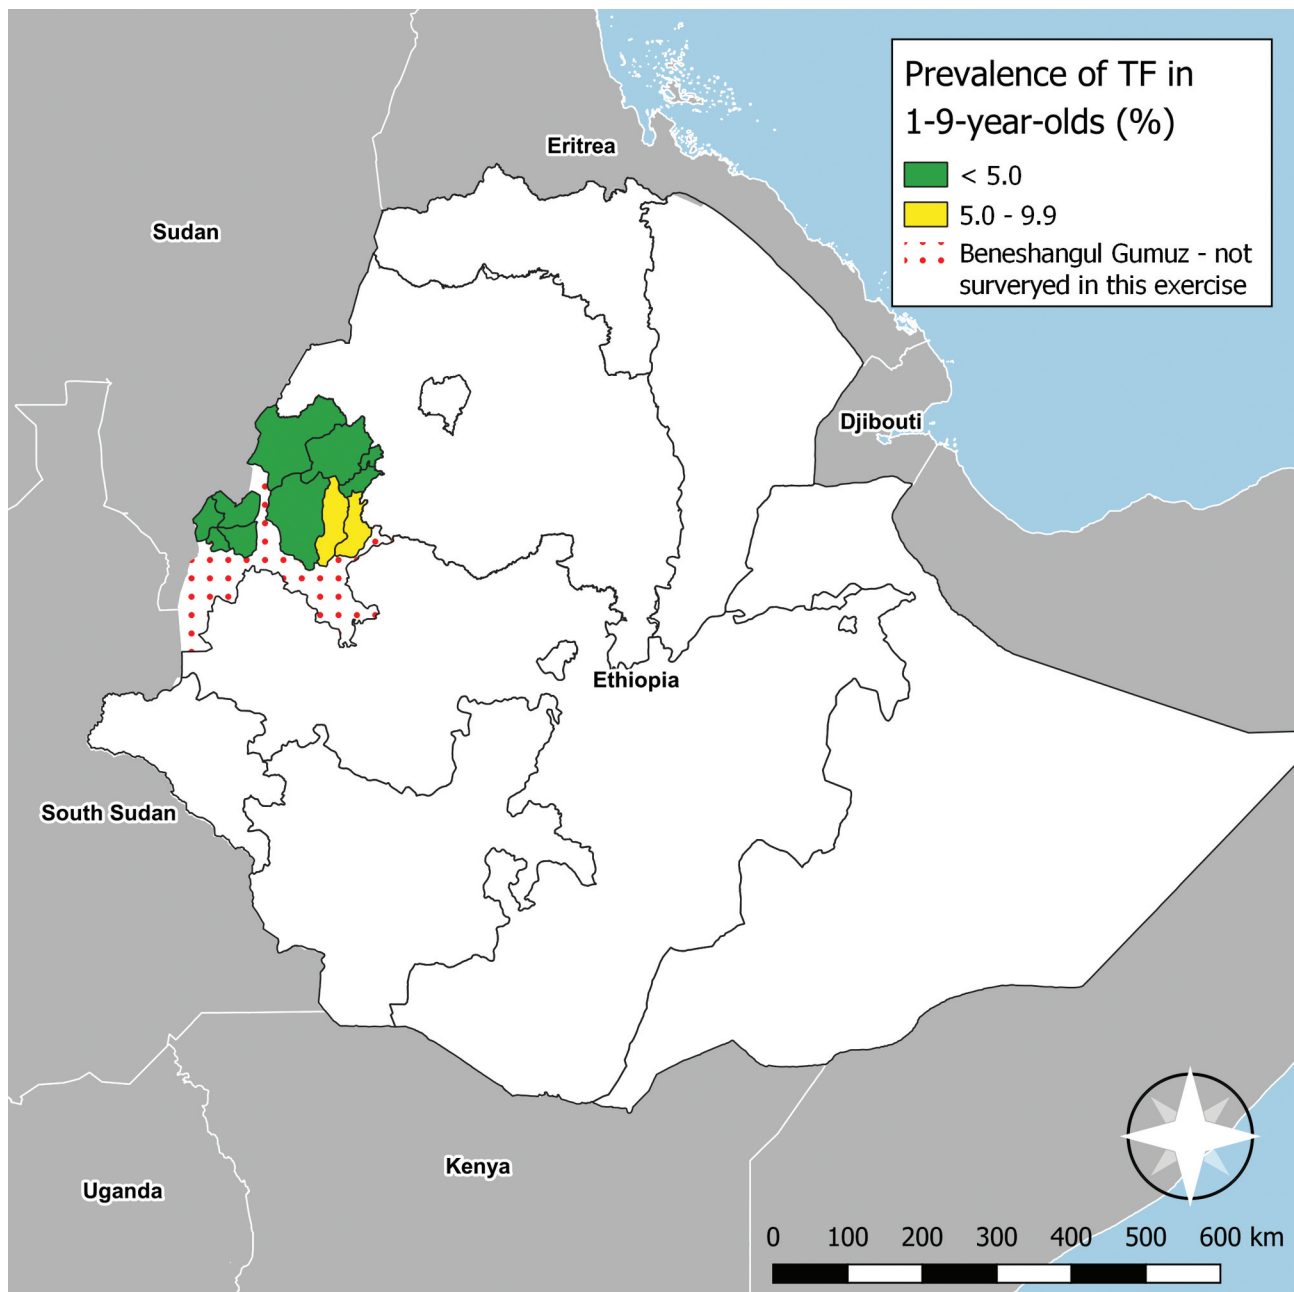 Prevalence of TF in
1-9-year-olds (%)
< 5.0
5.0 - 9.9
Beneshangul Gumuz - not
surveryed in this exercise
Eritrea
Sudan
Djibouti
Ethiopia
South Sudan
Kenya
Uganda
0 100 200 300 400 500 600 km